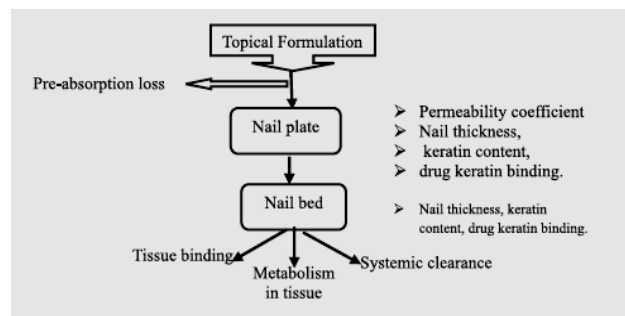 Topical Formulation
Pre-absorption loss
Nail plate
Nail bed
Tissue binding
Metabolism
in tissue
Systemic clearance
➢ Permeability coefficient
➢ Nail thickness,
➢ keratin content,
➢ drug keratin binding.
➢ Nail thickness, keratin
content, drug keratin binding.